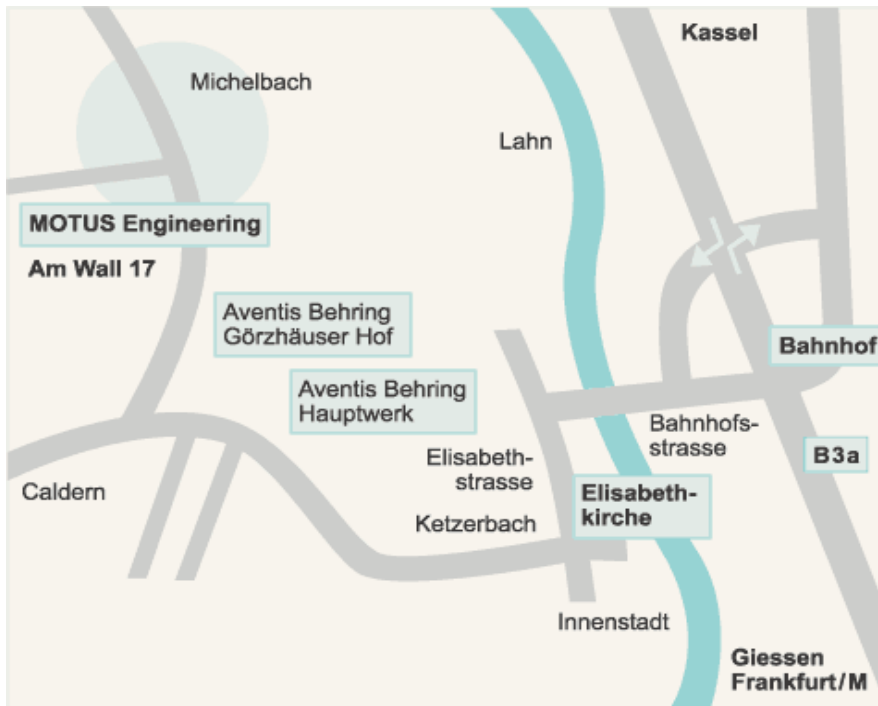 Kassel
Michelbach
Lahn
MOTUS Engineering
Am Wall 17
Aventis Behring
Görzhäuser Hof
Bahnhof
Aventis Behring
Hauptwerk
Bahnhofs-
strasse
Elisabeth-
strasse
B3a
Caldern
Elisabeth-
kirche
Ketzerbach
Innenstadt
Giessen
Frankfurt/M